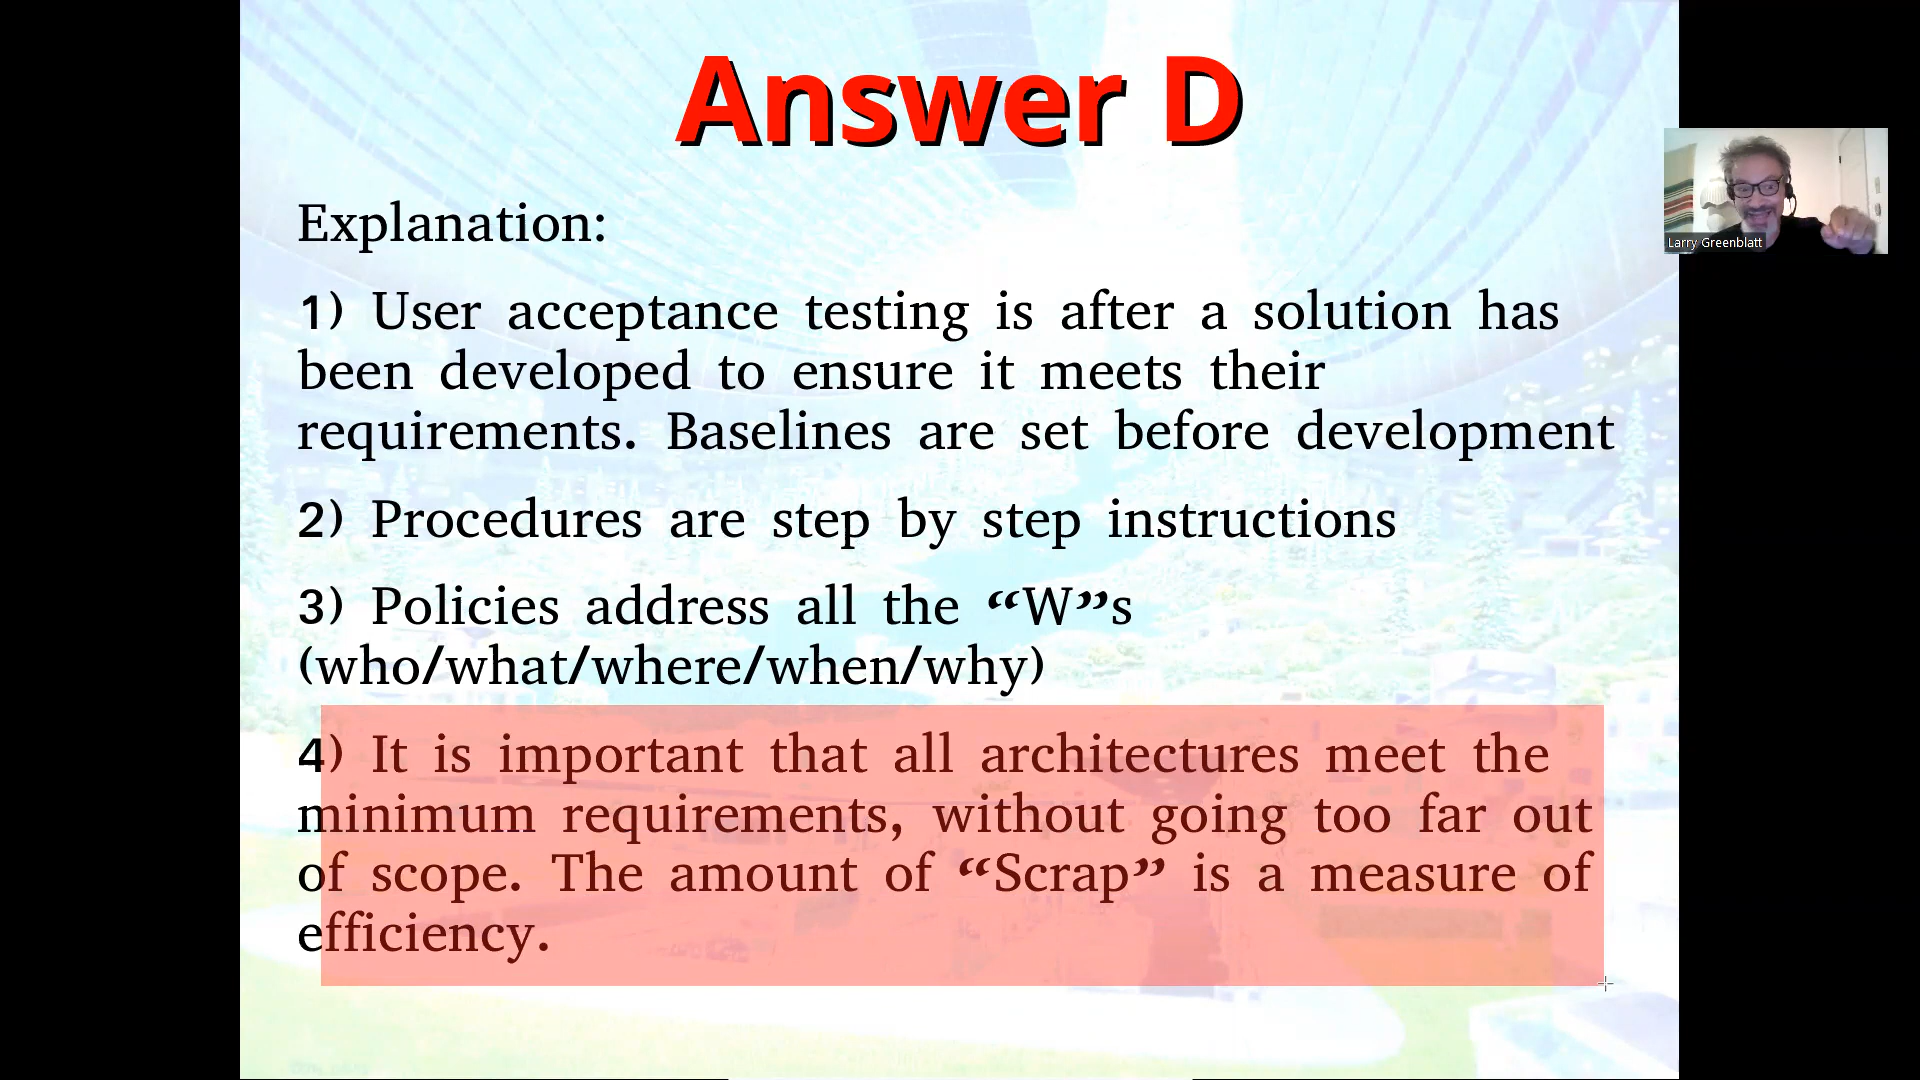 Answer D
Explanation:
1) User acceptance testing is after a solution has
been developed to ensure it meets their
requirements. Baselines are set before development
2) Procedures are step by step instructions
3) Policies address all the “W”s
(who/what/where/when/why)
4) It is important that all architectures meet the
minimum requirements, without going too far out
of scope. The amount of “Scrap” is a measure of
efficiency.
Larry Greenblatt